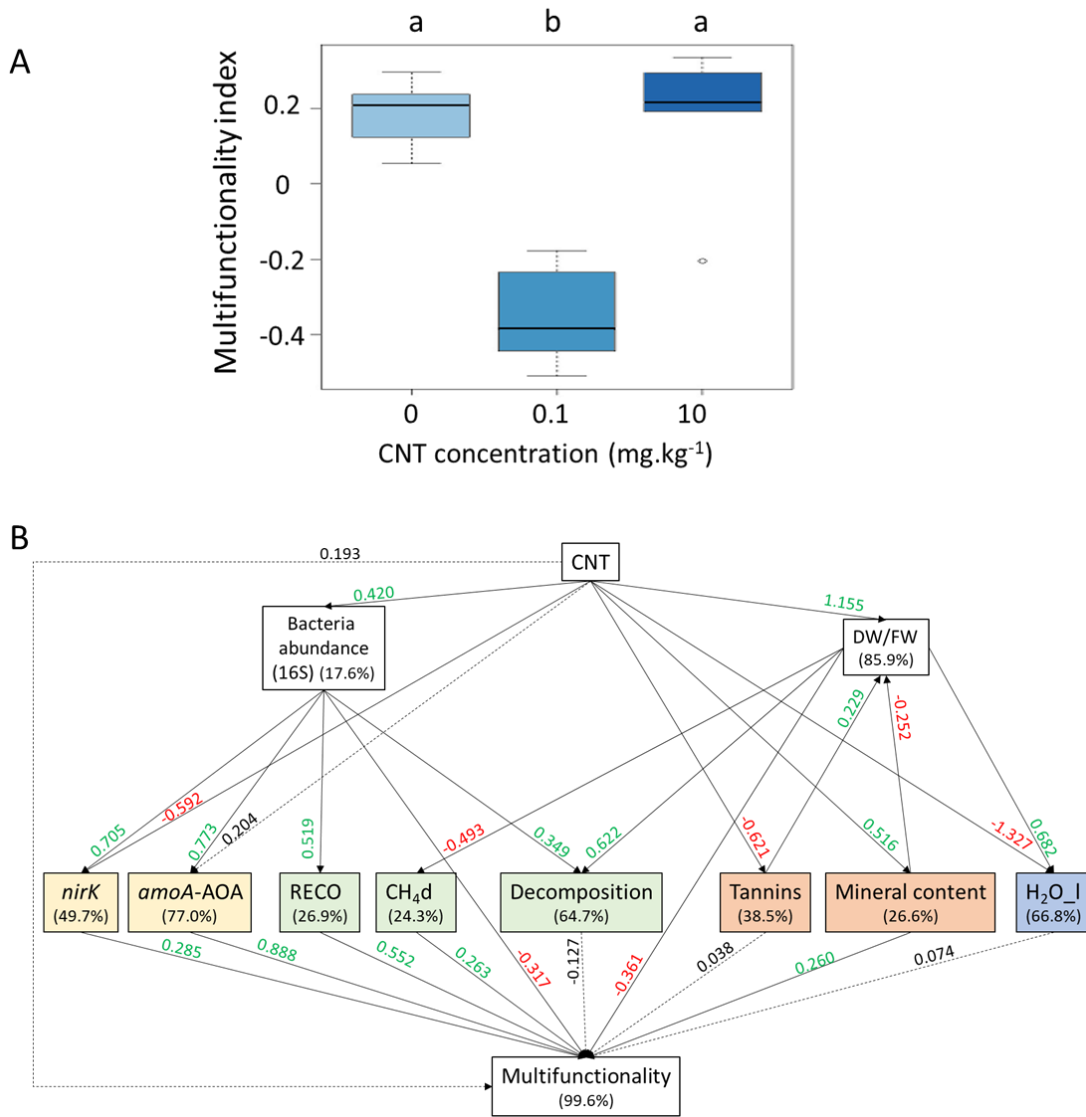 A
a b a
Multifunctionality index
0.2
0
-0.2
-0.4
0 0.1 10
CNT concentration (mg.kg⁻¹)
B
0.193
CNT
0.420
1.155
Bacteria
abundance
(16S) (17.6%)
DW/FW
(85.9%)
0.229
-0.252
0.705
-0.592
0.773
0.204
0.519
-0.493
0.349
0.622
-0.621
0.516
-1.327
0.682
nirK
(49.7%)
amoA-AOA
(77.0%)
RECO
(26.9%)
CH₄d
(24.3%)
Decomposition
(64.7%)
Tannins
(38.5%)
Mineral content
(26.6%)
H₂O_l
(66.8%)
0.285
0.888
0.552
0.263
-0.317
-0.127
-0.361
0.038
0.260
0.074
Multifunctionality
(99.6%)